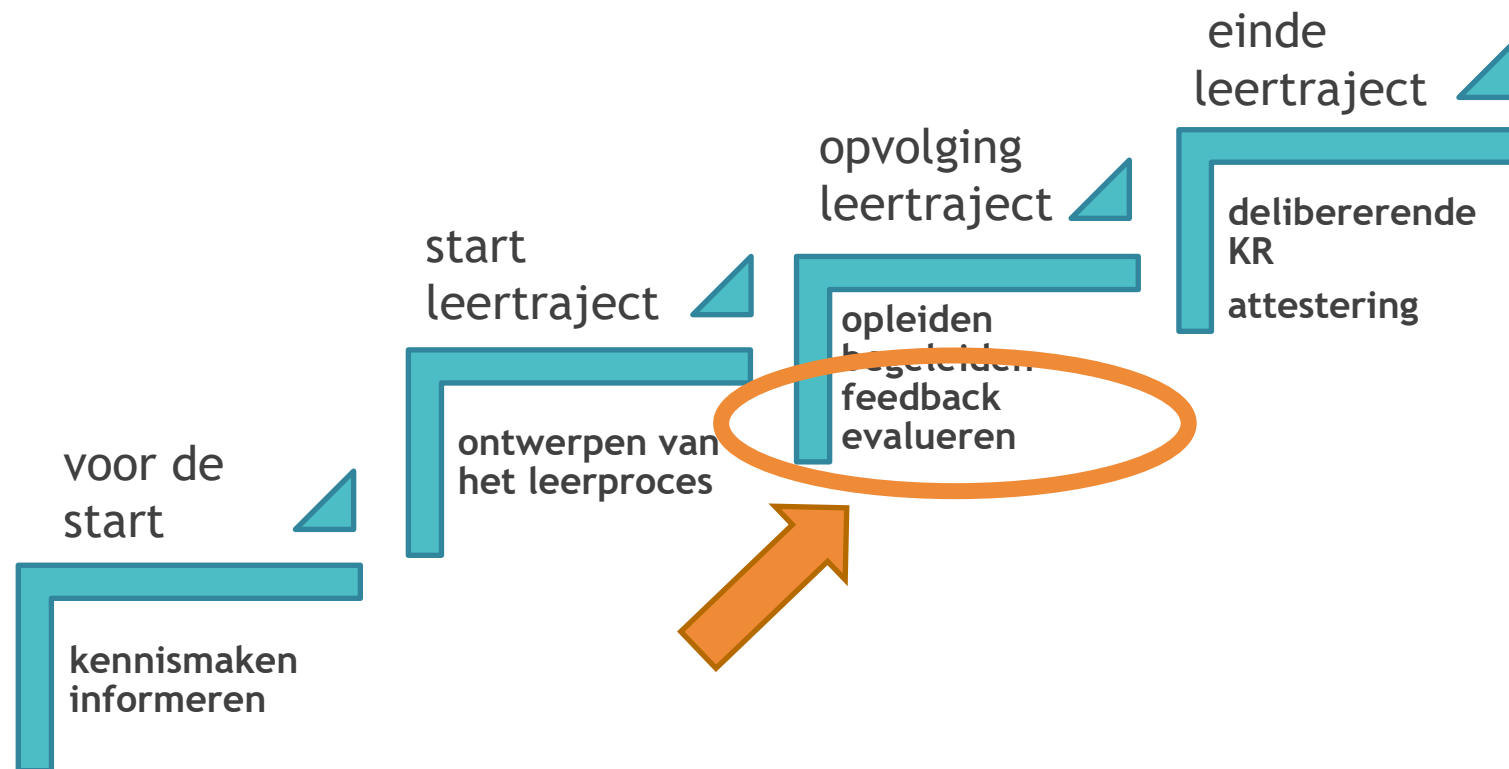 voor de
start
kennismaken
informeren
start
leertraject
ontwerpen van
het leerproces
opvolging
leertraject
opleiden
begeleiden
feedback
evalueren
einde
leertraject
delibererende
KR
attestering